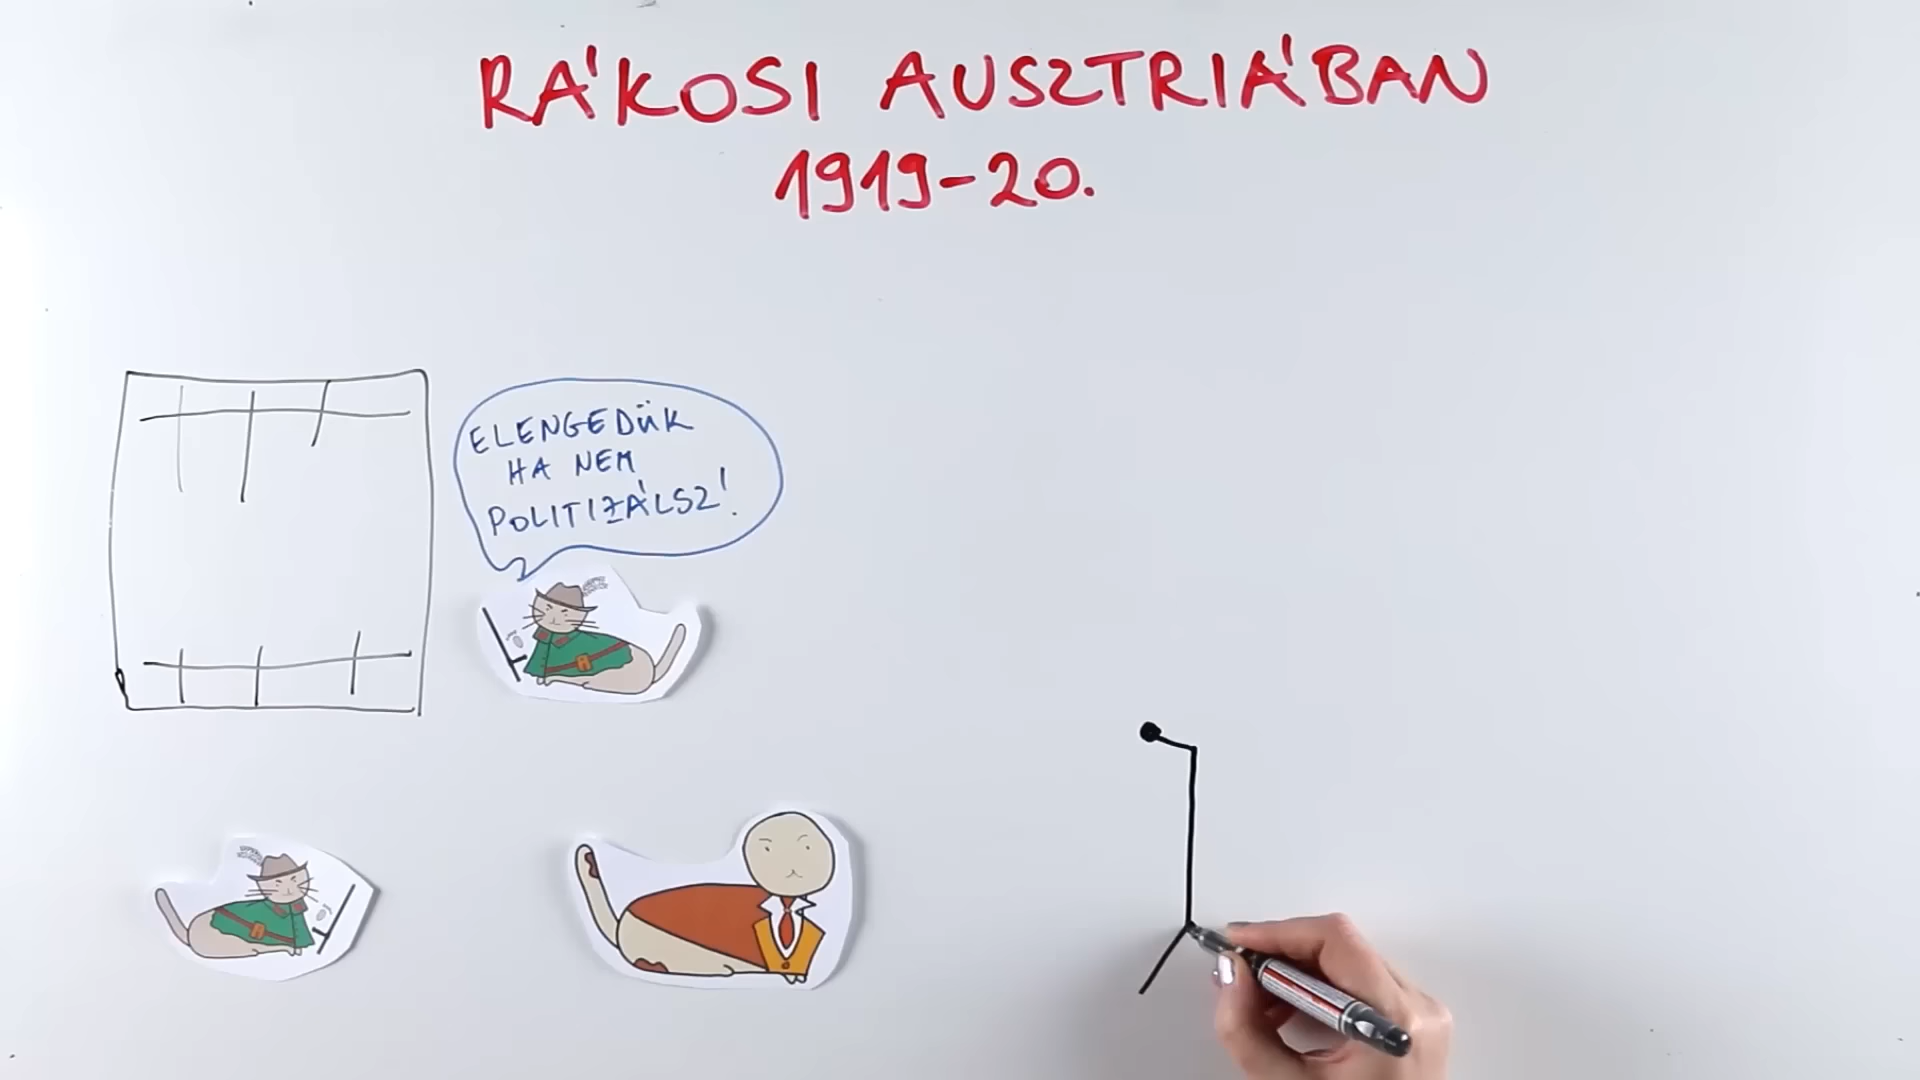 RÁKOSI AUSZTRIÁBAN
1919-20.
ELENGEDÜK
HA NEM
POLITIZÁLSZ!